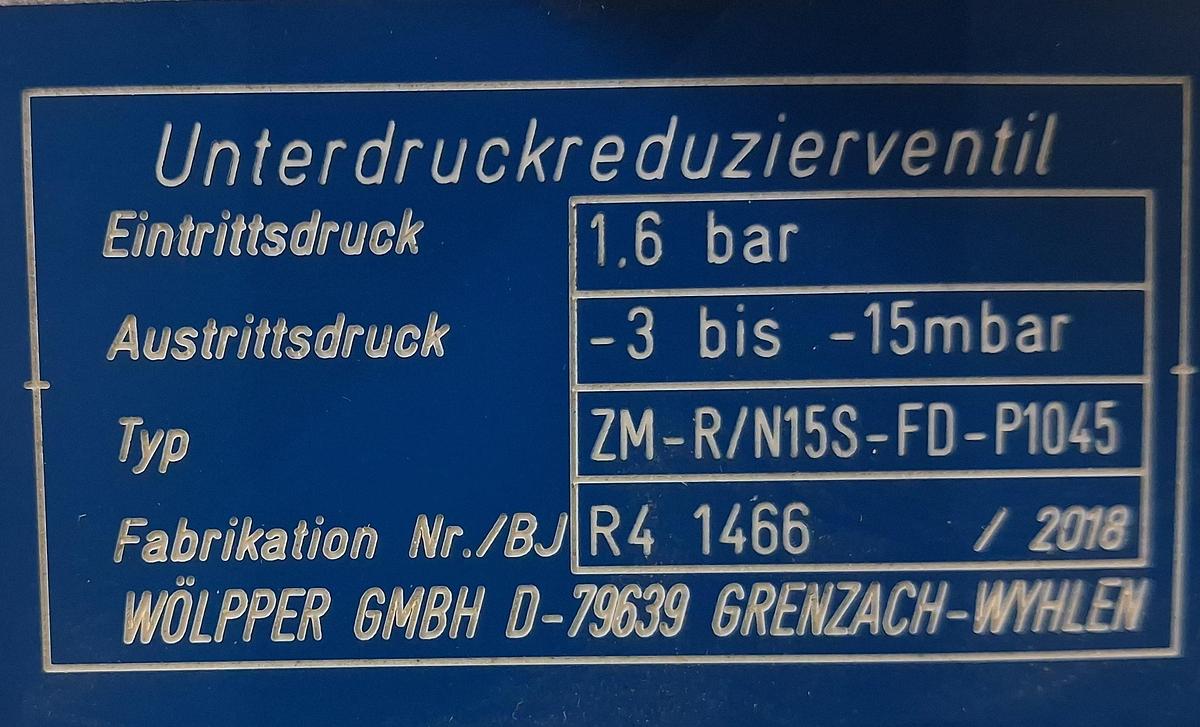 Unterdruckreduzierventil
Eintrittsdruck 1.6 bar
Austrittsdruck -3 bis -15mbar
Typ ZM-R/N15S-FD-P1045
Fabrikation Nr./BJ R4 1466 / 2018
WÖLPPER GMBH D-79639 GRENZACH-WYHLEN